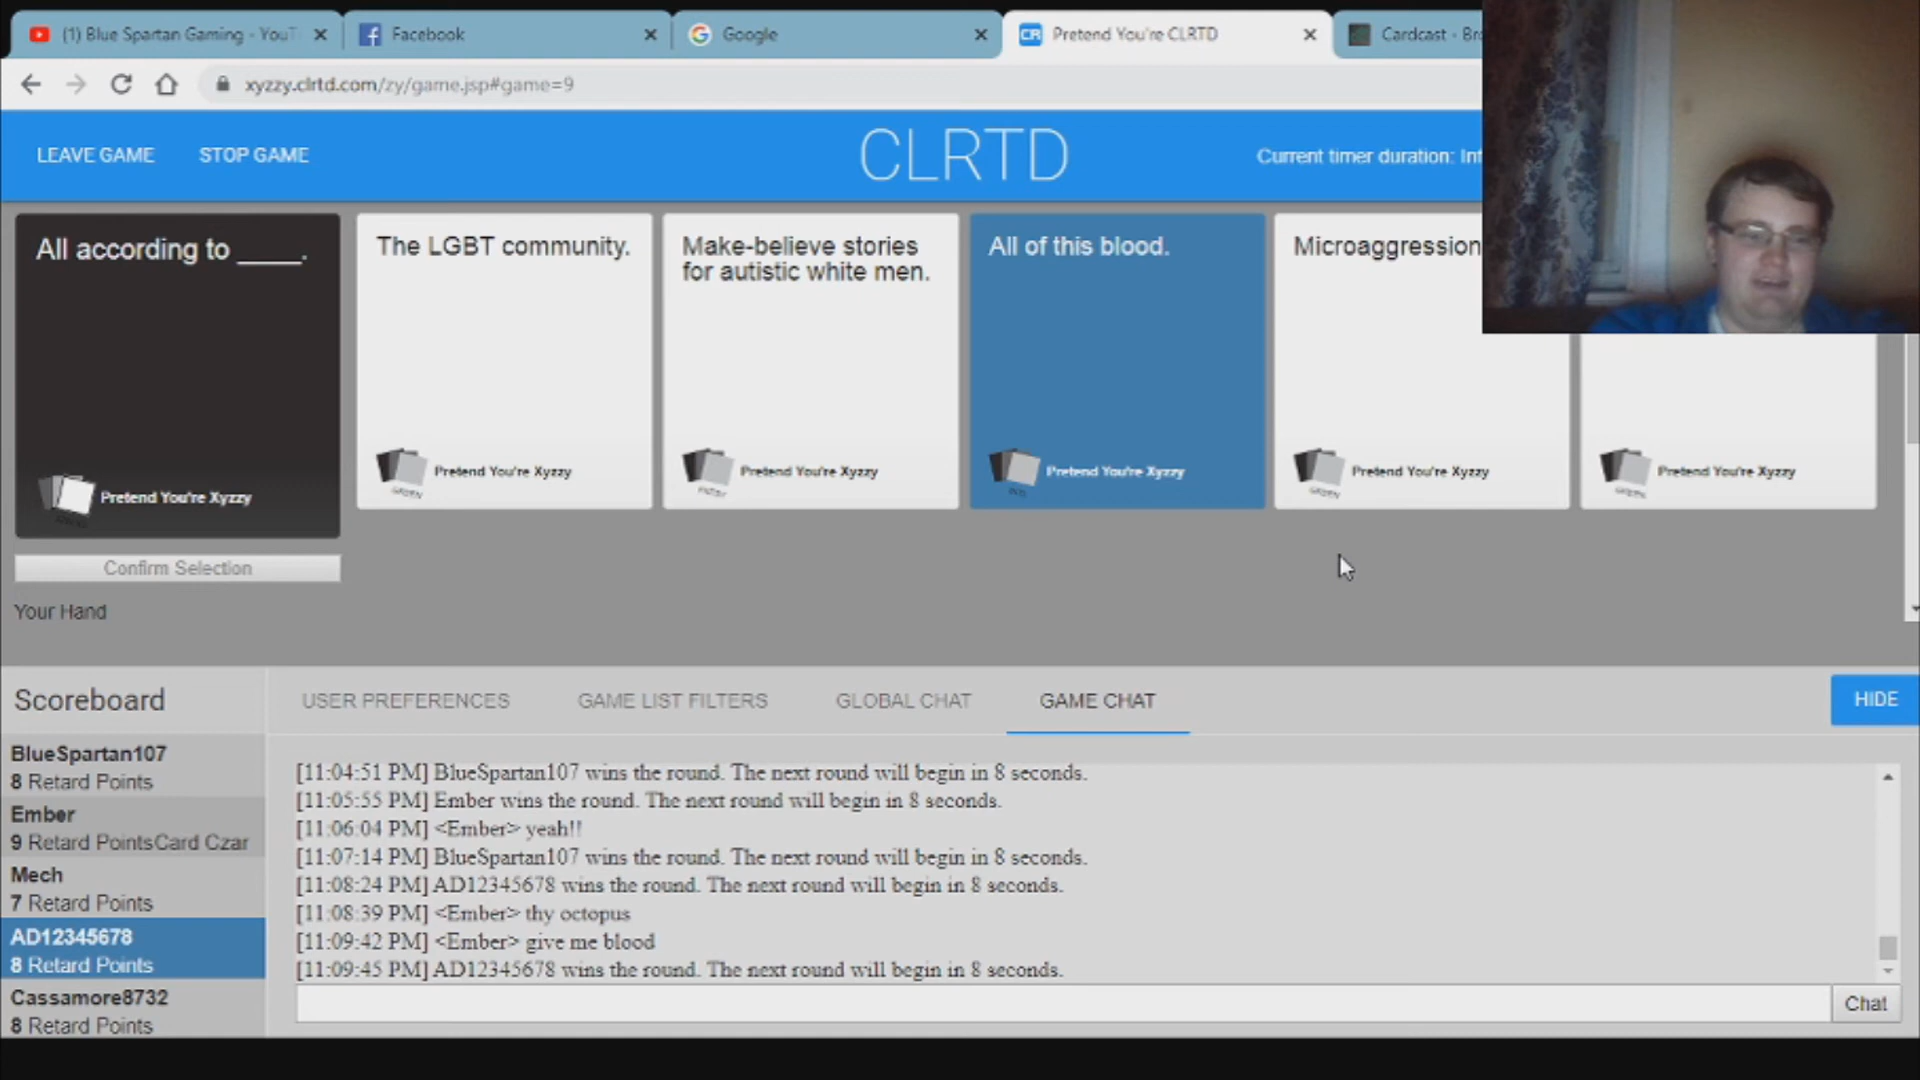 (1) Blue Spartan Gaming - YouT
Facebook
Google
Pretend You're CLRTD
Cardcast - Bro
xyzzy.clrtd.com/zy/game.jsp#game=9
LEAVE GAME
STOP GAME
CLRTD
Current timer duration: Inf
All according to ____.
Pretend You're Xyzzy
The LGBT community.
Pretend You're Xyzzy
Make-believe stories
for autistic white men.
Pretend You're Xyzzy
All of this blood.
Pretend You're Xyzzy
Microaggression
Pretend You're Xyzzy
Pretend You're Xyzzy
Confirm Selection
Your Hand
Scoreboard
USER PREFERENCES
GAME LIST FILTERS
GLOBAL CHAT
GAME CHAT
HIDE
BlueSpartan107
8 Retard Points
Ember
9 Retard PointsCard Czar
Mech
7 Retard Points
AD12345678
8 Retard Points
Cassamore8732
8 Retard Points
[11:04:51 PM] BlueSpartan107 wins the round. The next round will begin in 8 seconds.
[11:05:55 PM] Ember wins the round. The next round will begin in 8 seconds.
[11:06:04 PM] <Ember> yeah!!
[11:07:14 PM] BlueSpartan107 wins the round. The next round will begin in 8 seconds.
[11:08:24 PM] AD12345678 wins the round. The next round will begin in 8 seconds.
[11:08:39 PM] <Ember> thy octopus
[11:09:42 PM] <Ember> give me blood
[11:09:45 PM] AD12345678 wins the round. The next round will begin in 8 seconds.
Chat